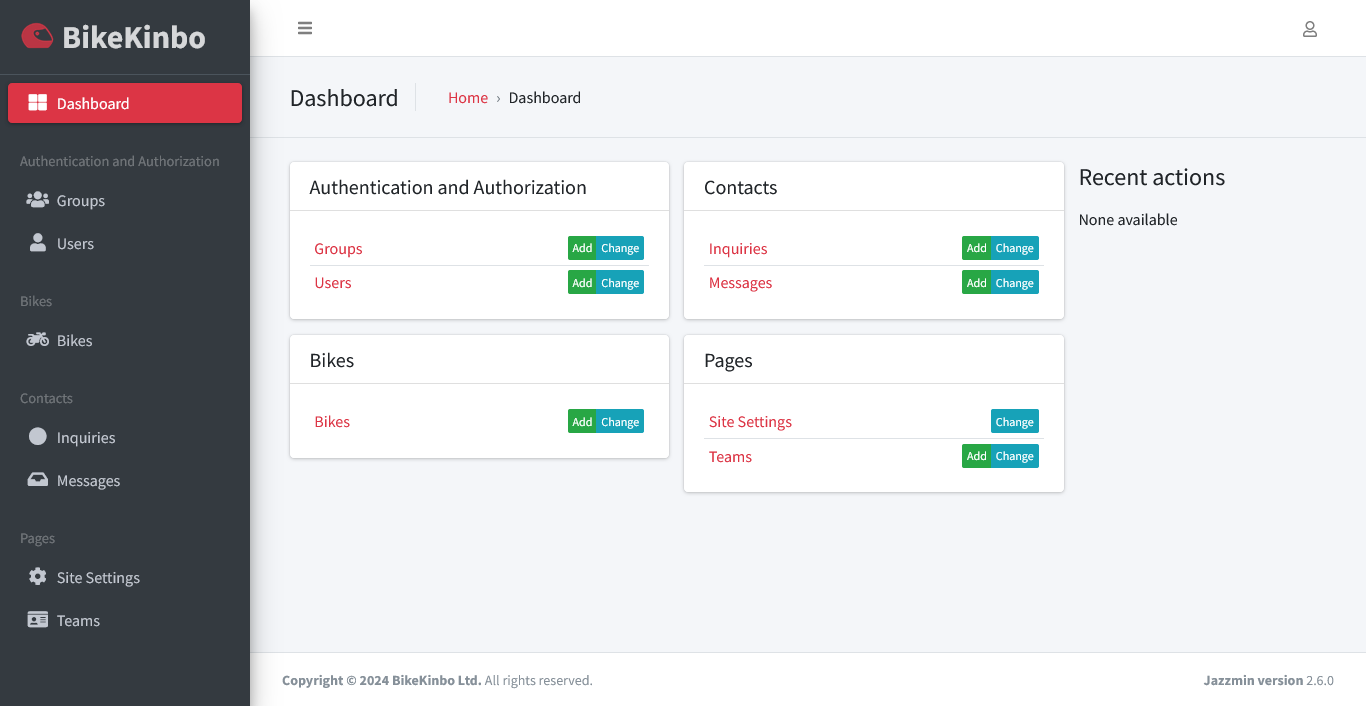 BikeKinbo
Dashboard
Authentication and Authorization
Groups
Users
Bikes
Bikes
Contacts
Inquiries
Messages
Pages
Site Settings
Teams
Dashboard
Home › Dashboard
Authentication and Authorization
Groups Add Change
Users Add Change
Bikes
Bikes Add Change
Contacts
Inquiries Add Change
Messages Add Change
Pages
Site Settings Change
Teams Add Change
Recent actions
None available
Copyright © 2024 BikeKinbo Ltd. All rights reserved.
Jazzmin version 2.6.0